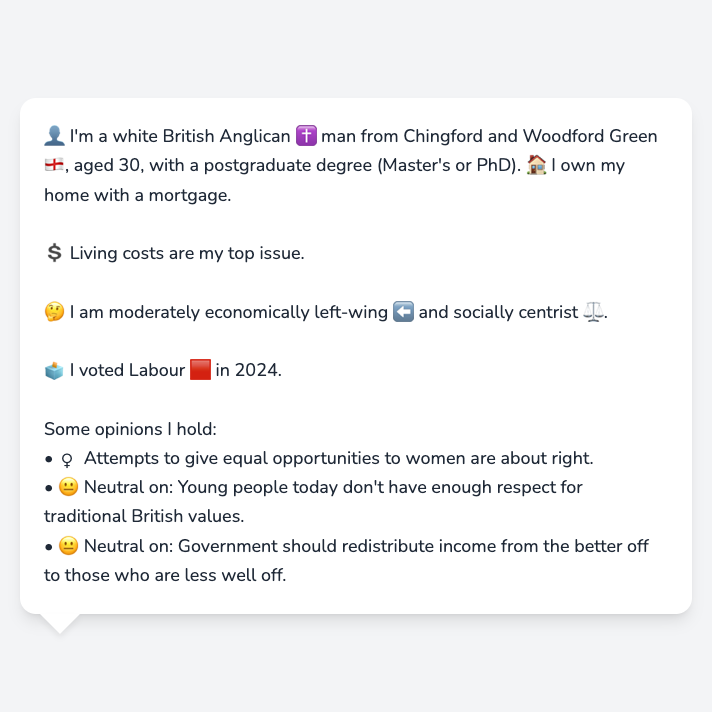 👤 I'm a white British Anglican ✝️ man from Chingford and Woodford Green
🏴󠁧󠁢󠁥󠁮󠁧󠁿, aged 30, with a postgraduate degree (Master's or PhD). 🏠 I own my
home with a mortgage.
💲 Living costs are my top issue.
🤔 I am moderately economically left-wing ⬅️ and socially centrist ⚖️.
🗳️ I voted Labour 🟥 in 2024.
Some opinions I hold:
• ♀️ Attempts to give equal opportunities to women are about right.
• 😐 Neutral on: Young people today don't have enough respect for
traditional British values.
• 😐 Neutral on: Government should redistribute income from the better off
to those who are less well off.